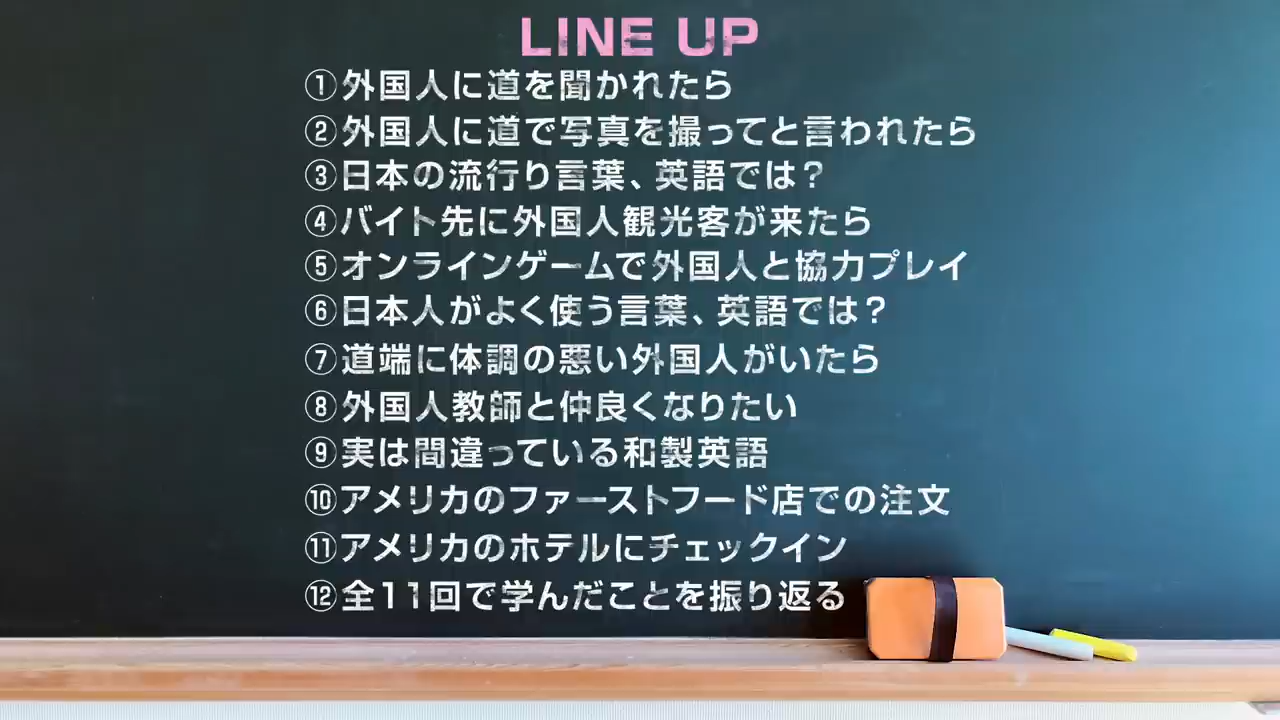 LINE UP
①外国人に道を聞かれたら
②外国人に道で写真を撮ってと言われたら
③日本の流行り言葉、英語では？
④バイト先に外国人観光客が来たら
⑤オンラインゲームで外国人と協力プレイ
⑥日本人がよく使う言葉、英語では？
⑦道端に体調の悪い外国人がいたら
⑧外国人教師と仲良くなりたい
⑨実は間違っている和製英語
⑩アメリカのファーストフード店での注文
⑪アメリカのホテルにチェックイン
⑫全11回で学んだことを振り返る